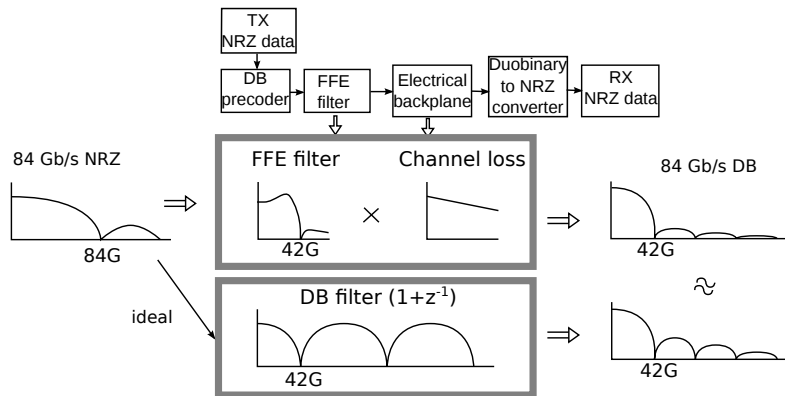 TX
NRZ data
DB
precoder
FFE
filter
Electrical
backplane
Duobinary
to NRZ
converter
RX
NRZ data
84 Gb/s NRZ
84G
FFE filter
42G
×
Channel loss
84 Gb/s DB
42G
≈
ideal
DB filter (1+z⁻¹)
42G
42G